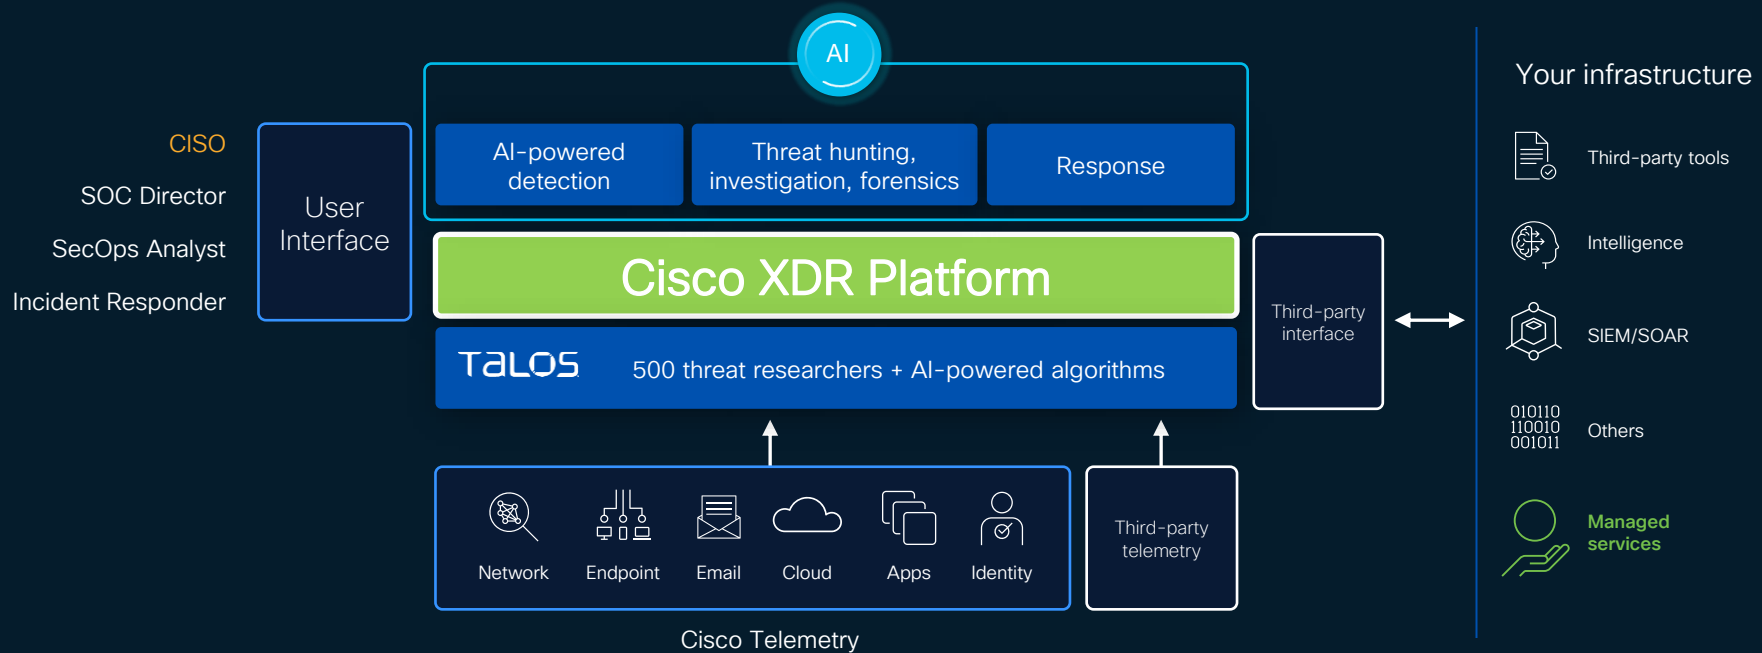 AI
Your infrastructure
CISO
SOC Director
SecOps Analyst
Incident Responder
User
Interface
AI-powered
detection
Threat hunting,
investigation, forensics
Response
Cisco XDR Platform
TALOS
500 threat researchers + AI-powered algorithms
Third-party
interface
Third-party tools
Intelligence
SIEM/SOAR
010110
110010
001011
Others
Managed
services
Network
Endpoint
Email
Cloud
Apps
Identity
Third-party
telemetry
Cisco Telemetry